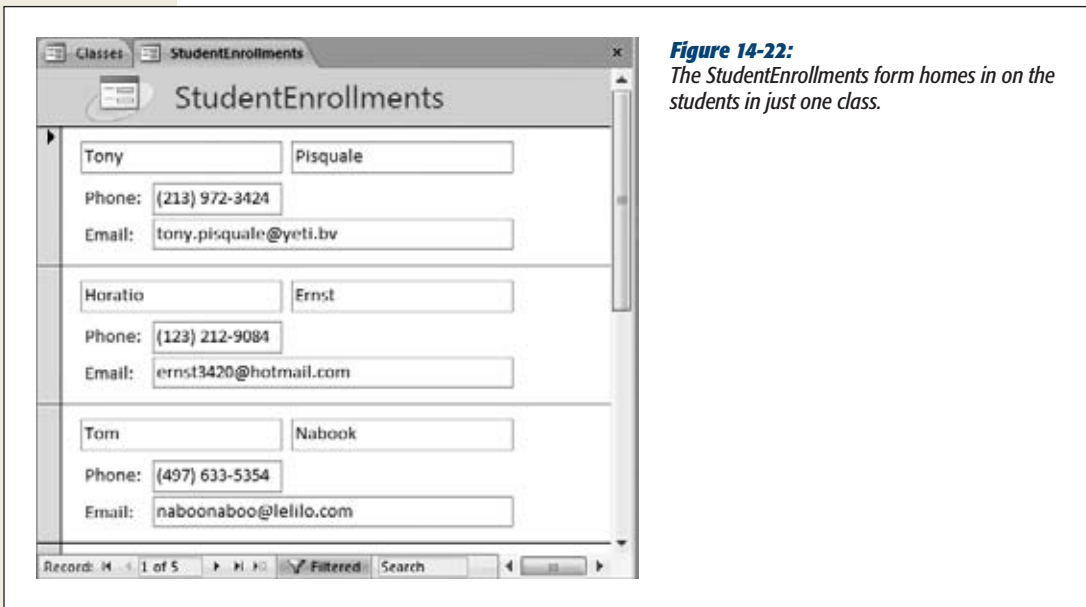 Classes StudentEnrollments
StudentEnrollments
Tony Pisquale
Phone: (213) 972-3424
Email: tony.pisquale@yeti.bv
Horatio Ernst
Phone: (123) 212-9084
Email: ernst3420@hotmail.com
Tom Nabook
Phone: (497) 633-5354
Email: naboonaboo@lelilo.com
Record: 1 of 5 Filtered Search
Figure 14-22:
The StudentEnrollments form homes in on the
students in just one class.